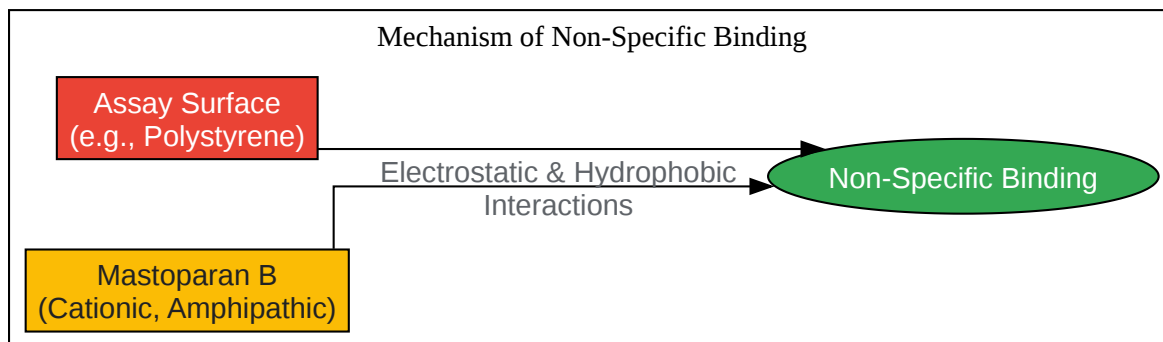 Mechanism of Non-Specific Binding
Assay Surface
(e.g., Polystyrene)
Electrostatic & Hydrophobic
Interactions
Non-Specific Binding
Mastoparan B
(Cationic, Amphipathic)